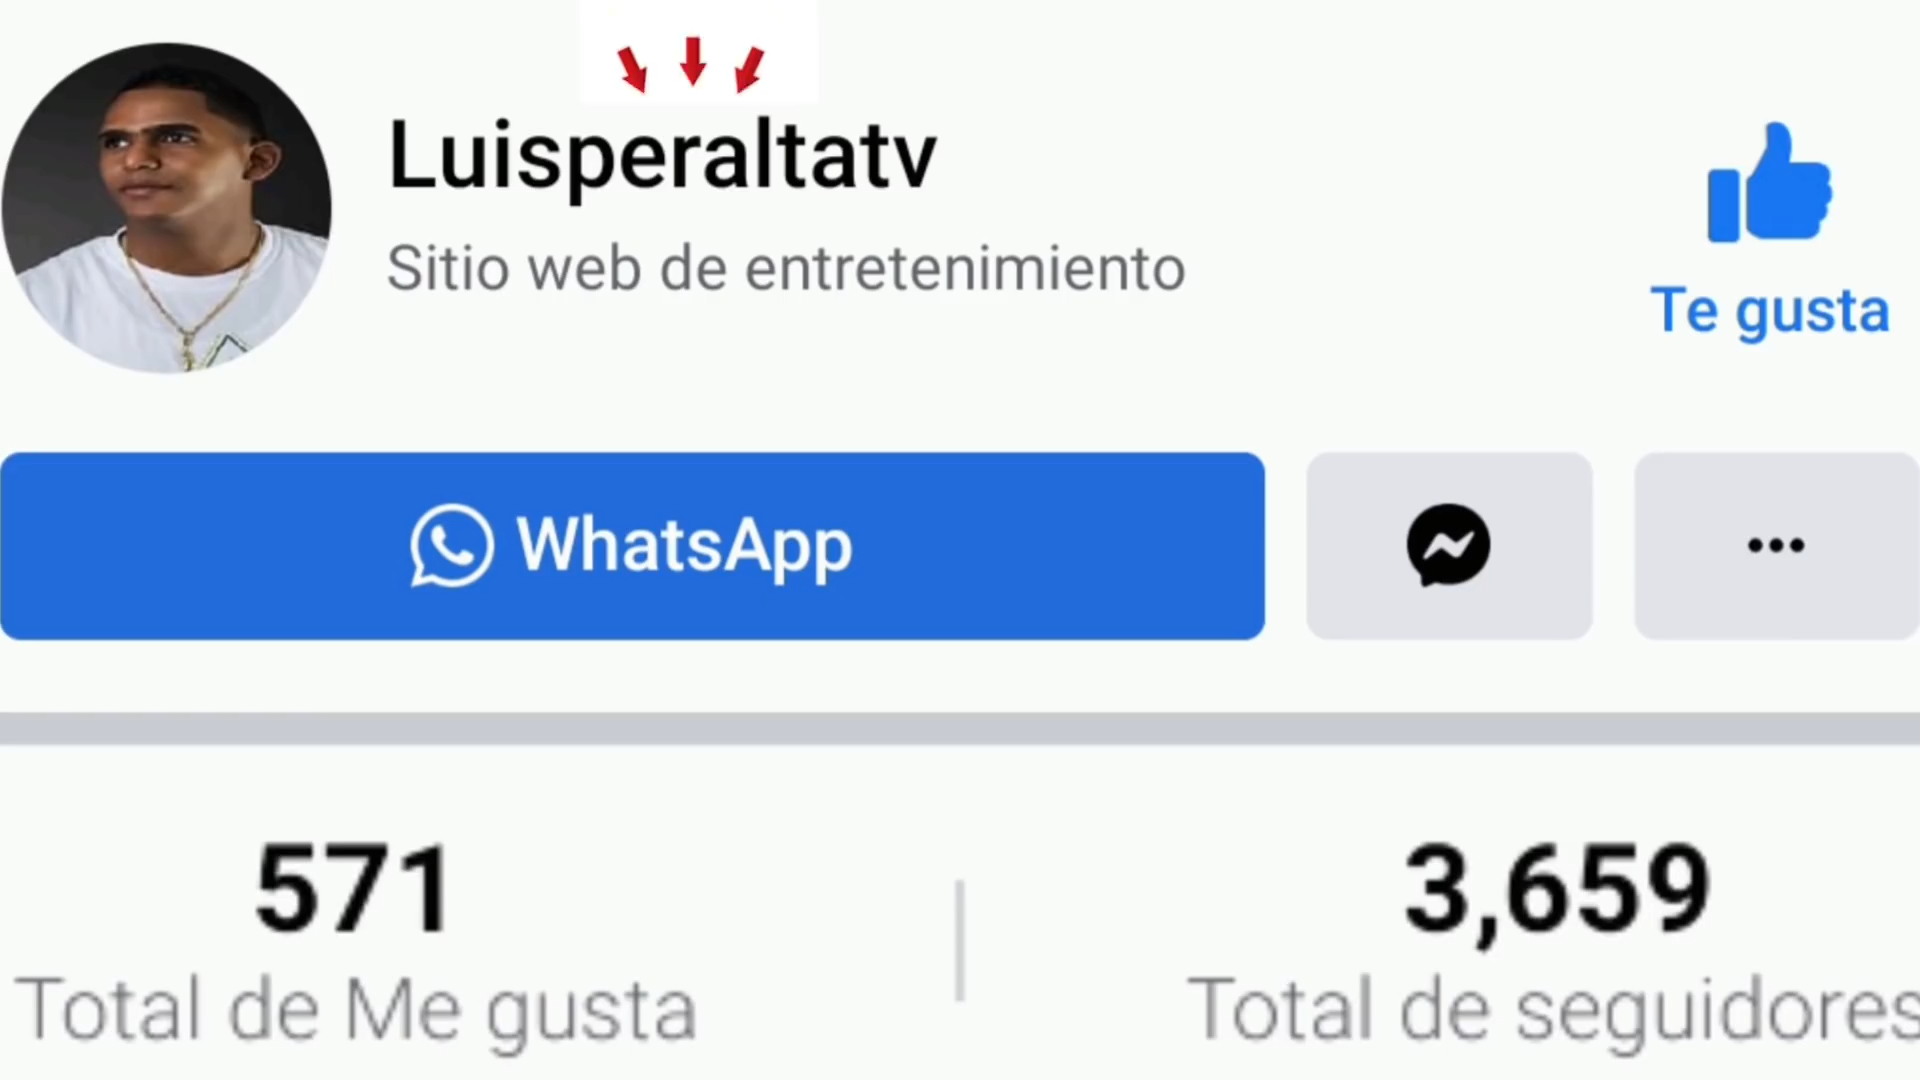 Luisperaltatv
Sitio web de entretenimiento
Te gusta
WhatsApp
571
Total de Me gusta
3,659
Total de seguidores